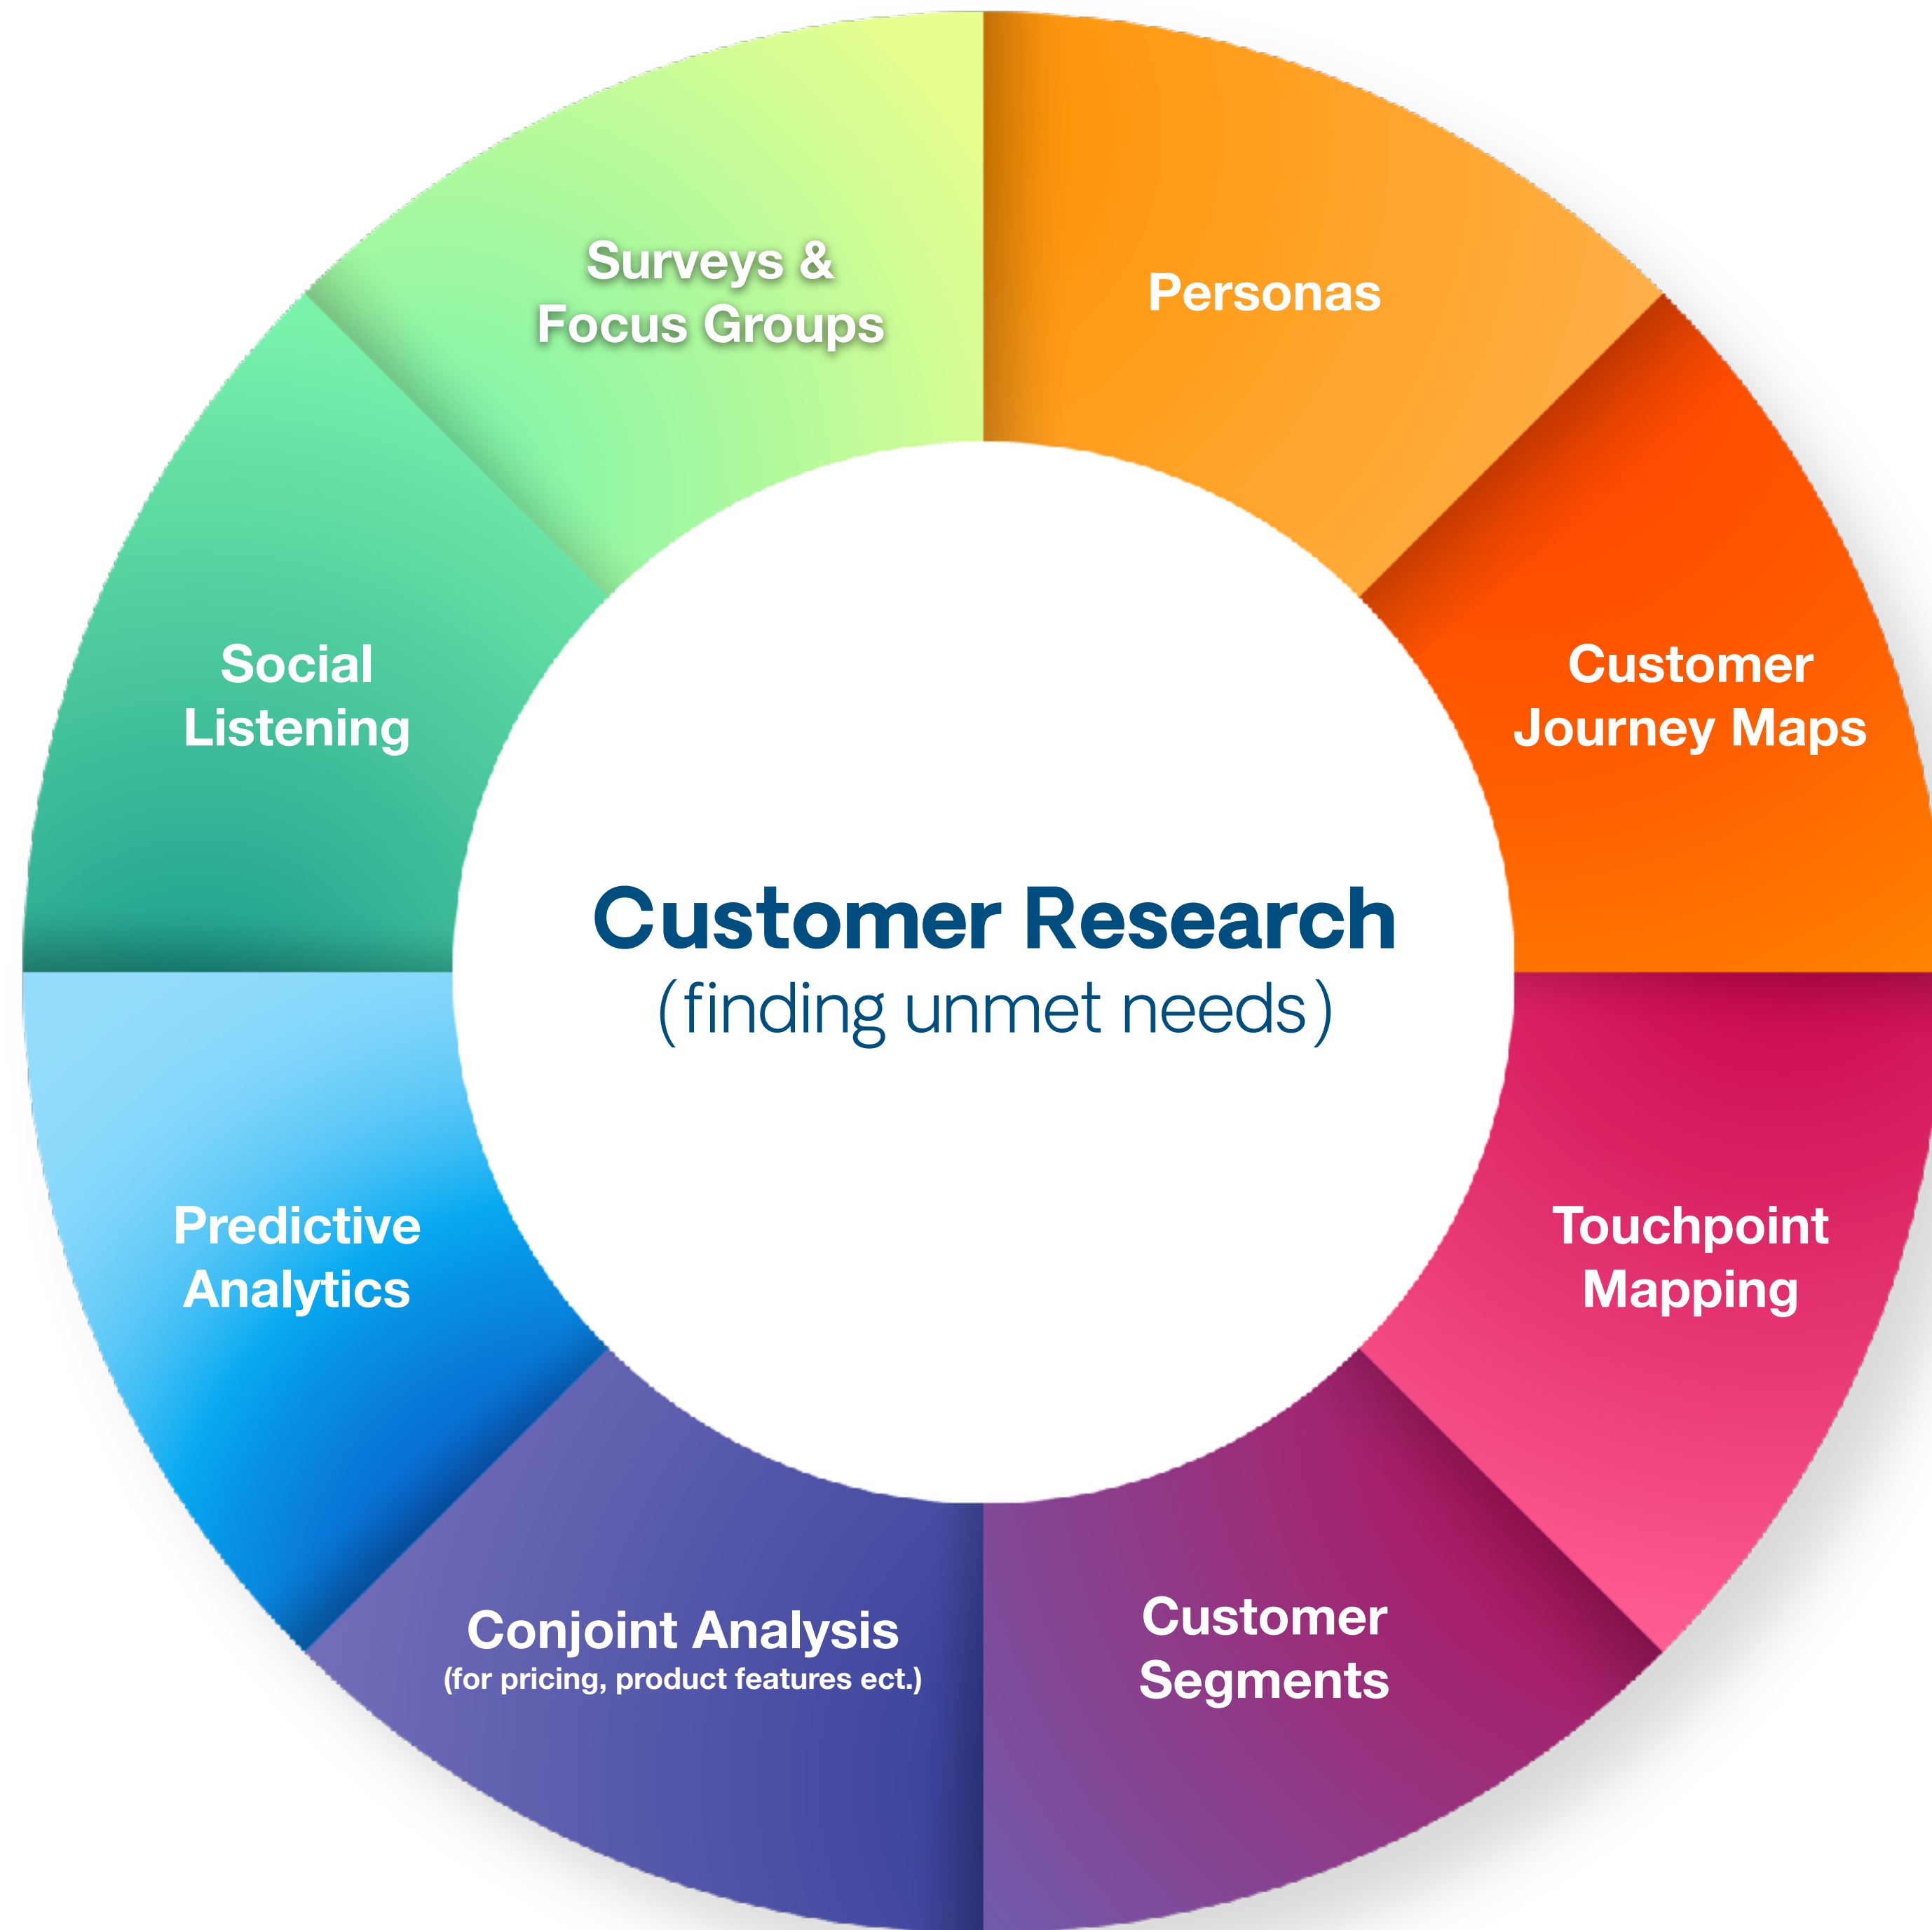 Surveys &
Focus Groups
Personas
Social
Listening
Customer
Journey Maps
Customer Research
(finding unmet needs)
Predictive
Analytics
Touchpoint
Mapping
Conjoint Analysis
(for pricing, product features ect.)
Customer
Segments